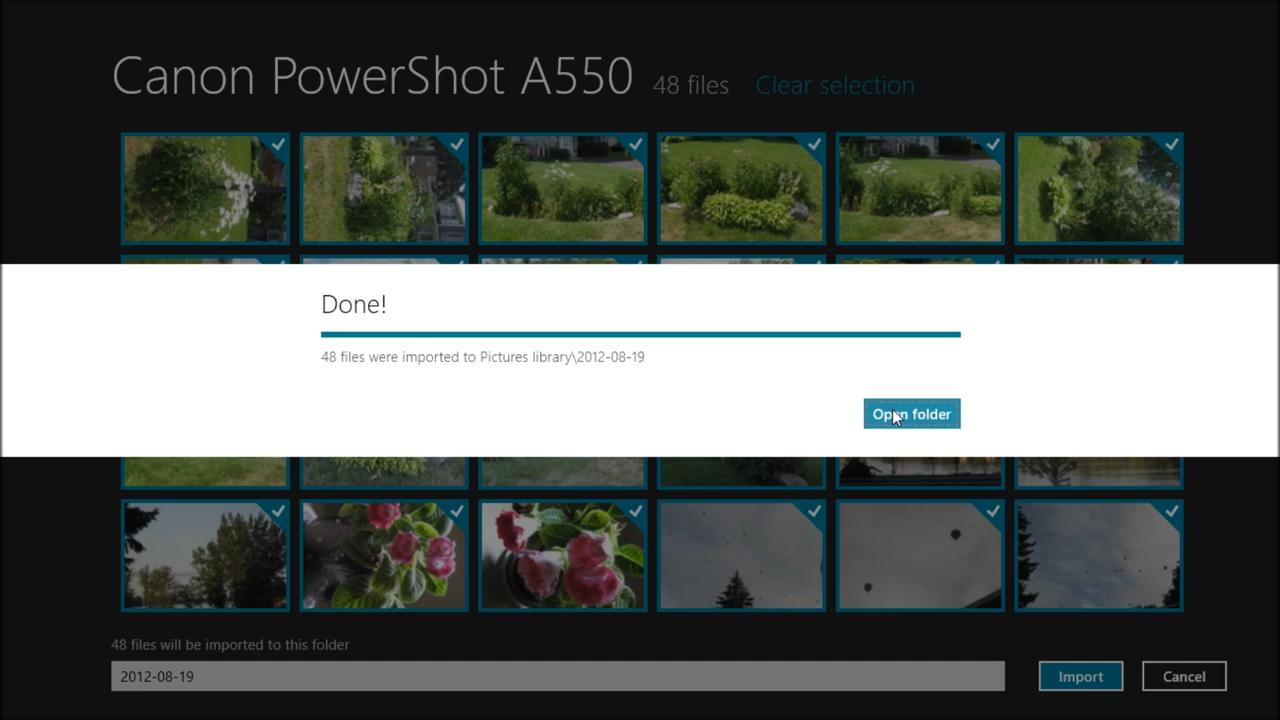 Canon PowerShot A550 48 files Clear selection
Done!
48 files were imported to Pictures library\2012-08-19
Open folder
48 files will be imported to this folder
2012-08-19
Import Cancel